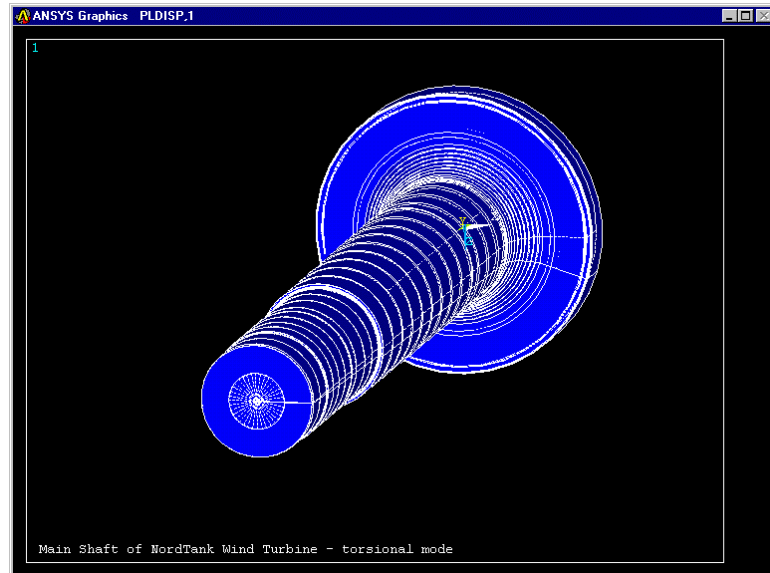 ANSYS Graphics PLDISP,1
1
Y
Z
Main Shaft of NordTank Wind Turbine - torsional mode